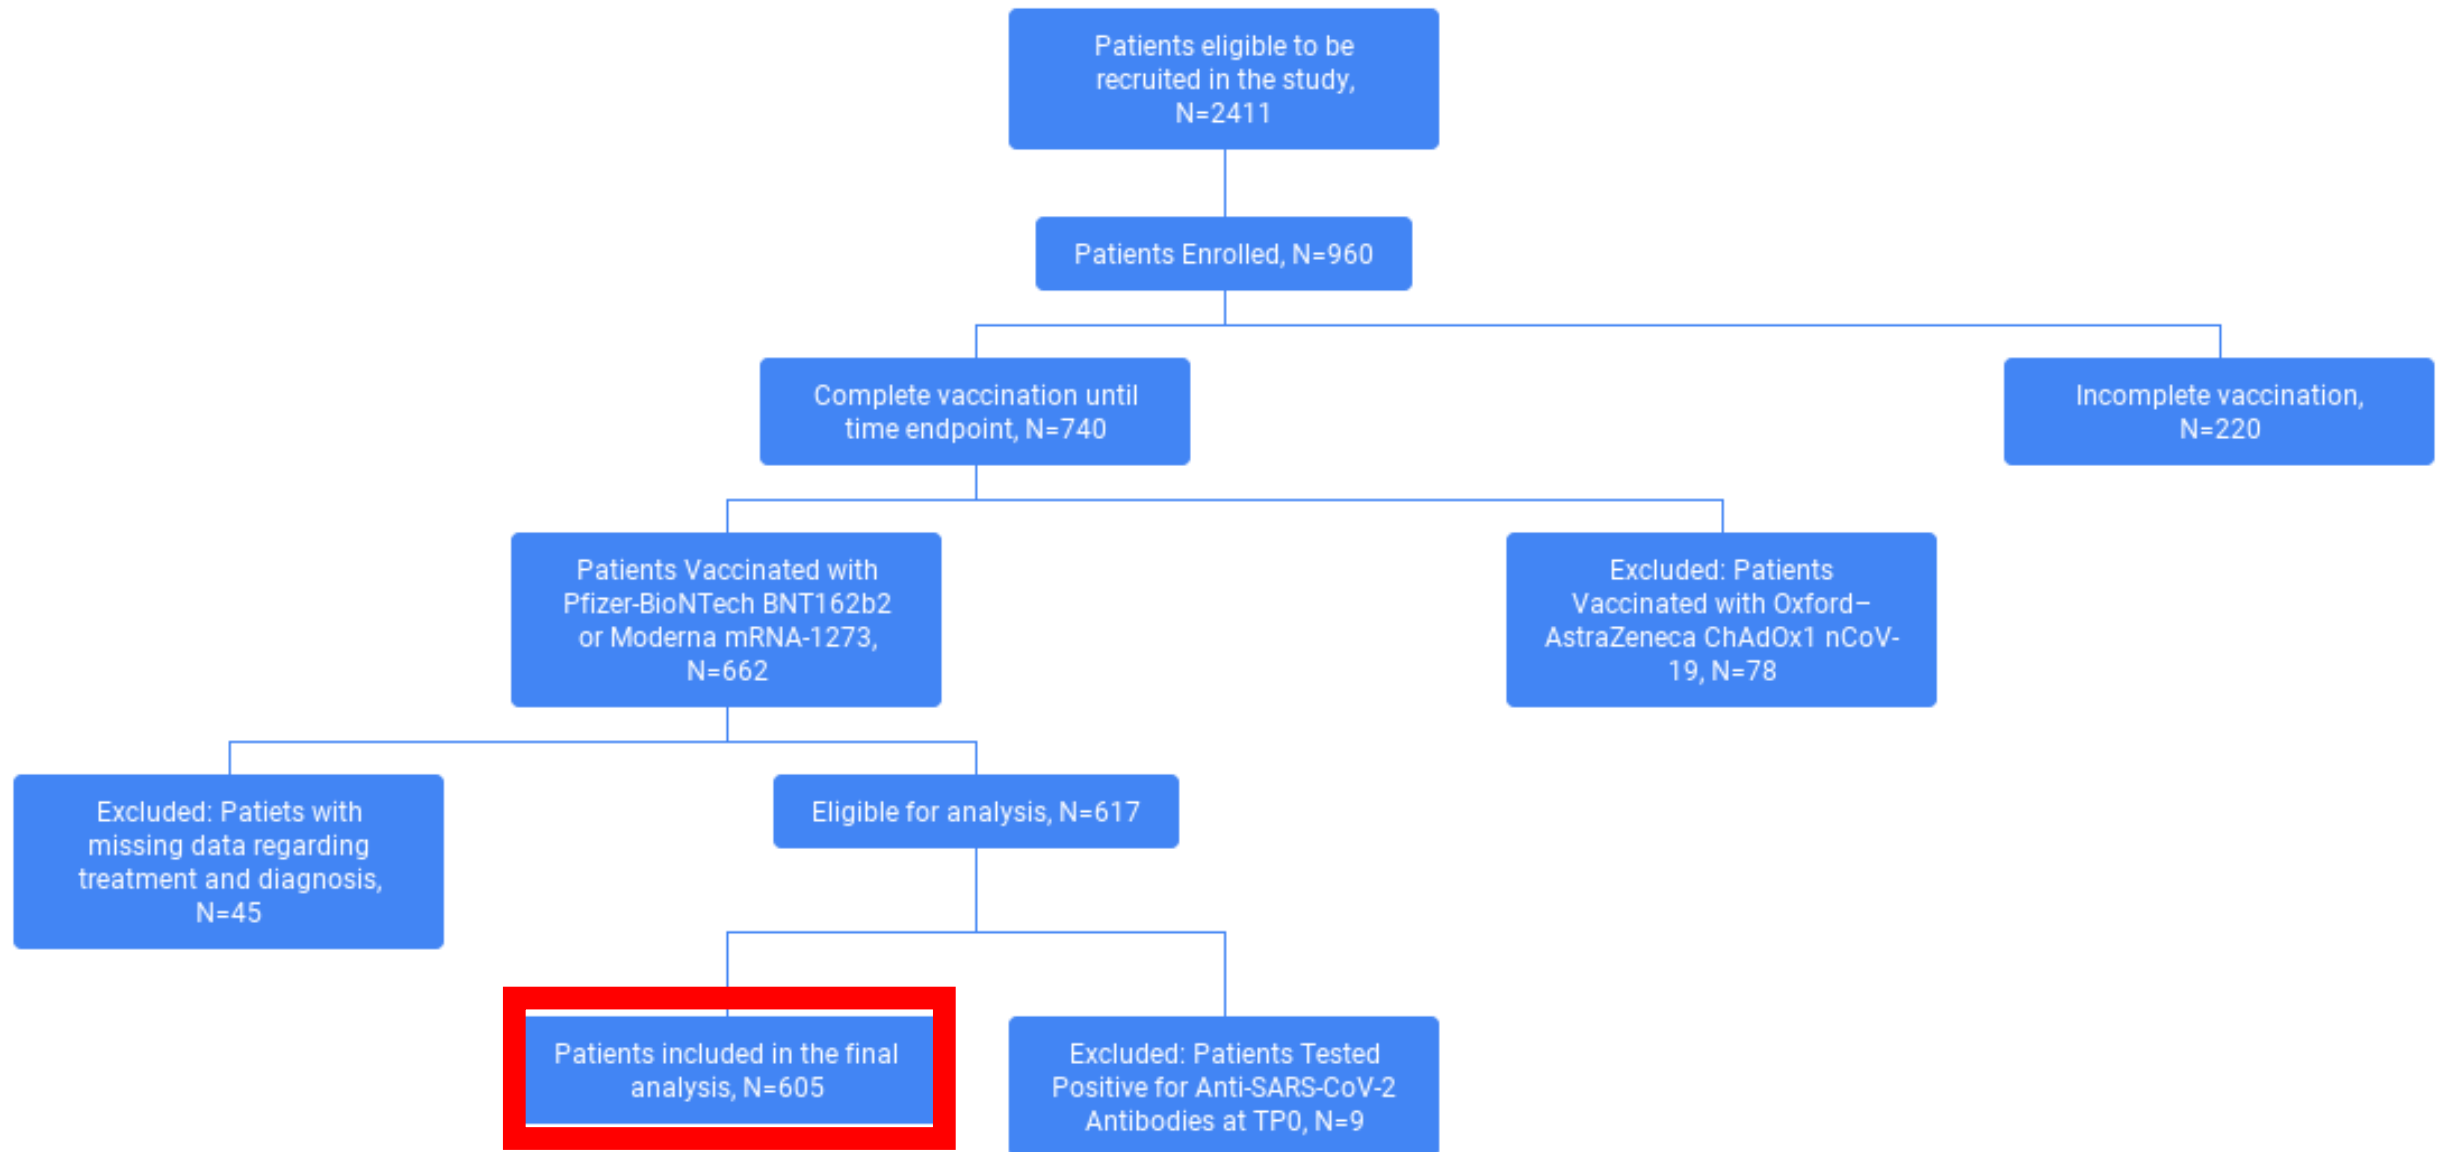 Patients eligible to be
recruited in the study,
N=2411
Patients Enrolled, N=960
Complete vaccination until
time endpoint, N=740
Incomplete vaccination,
N=220
Patients Vaccinated with
Pfizer-BioNTech BNT162b2
or Moderna mRNA-1273,
N=662
Excluded: Patients
Vaccinated with Oxford–
AstraZeneca ChAdOx1 nCoV-
19, N=78
Excluded: Patiets with
missing data regarding
treatment and diagnosis,
N=45
Eligible for analysis, N=617
Patients included in the final
analysis, N=605
Excluded: Patients Tested
Positive for Anti-SARS-CoV-2
Antibodies at TP0, N=9